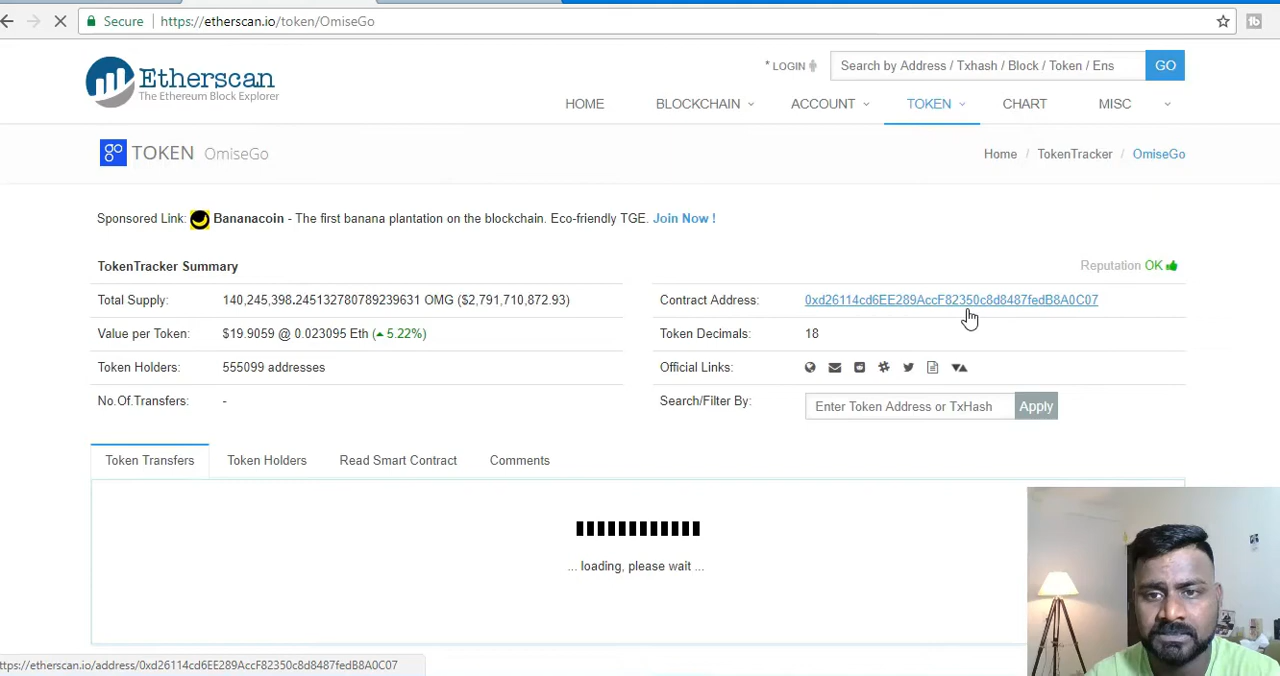 Secure https://etherscan.io/token/OmiseGo
Etherscan
The Ethereum Block Explorer
* LOGIN
Search by Address / Txhash / Block / Token / Ens
GO
HOME BLOCKCHAIN ACCOUNT TOKEN CHART MISC
go TOKEN OmiseGo
Home / TokenTracker / OmiseGo
Sponsored Link: Bananacoin - The first banana plantation on the blockchain. Eco-friendly TGE. Join Now !
TokenTracker Summary
Reputation OK
Total Supply: 140,245,398.245132780789239631 OMG ($2,791,710,872.93)
Contract Address: 0xd26114cd6EE289AccF82350c8d8487fedB8A0C07
Value per Token: $19.9059 @ 0.023095 Eth (5.22%)
Token Decimals: 18
Token Holders: 555099 addresses
Official Links:
No.Of.Transfers: -
Search/Filter By: Enter Token Address or TxHash Apply
Token Transfers Token Holders Read Smart Contract Comments
... loading, please wait ...
ttps://etherscan.io/address/0xd26114cd6EE289AccF82350c8d8487fedB8A0C07